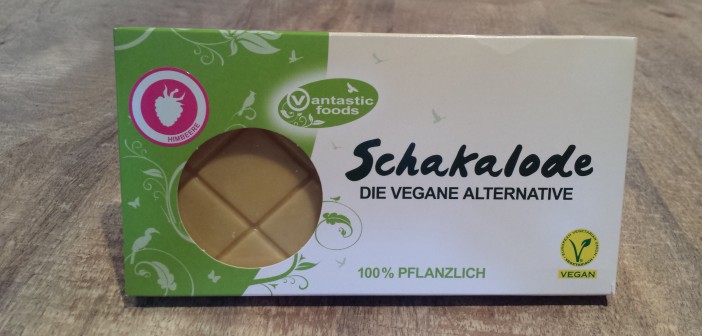 HIMBEERE
Vantastic
foods
Schakalode
DIE VEGANE ALTERNATIVE
100% PFLANZLICH
VEGAN